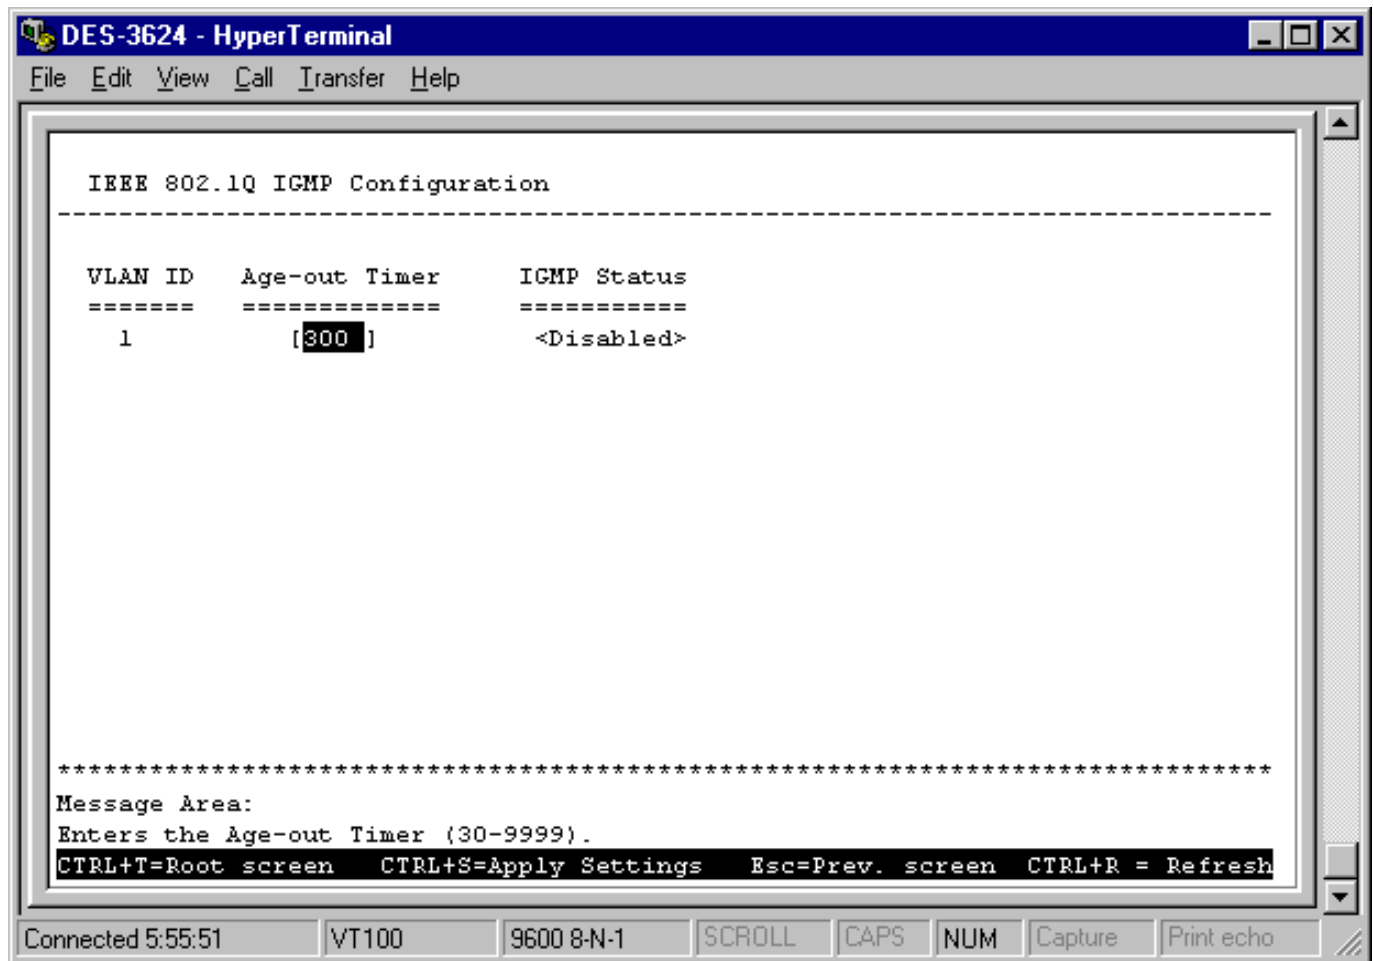 DES-3624 - HyperTerminal
File Edit View Call Transfer Help
IEEE 802.1Q IGMP Configuration
-------------------------------------------------------------------------------
VLAN ID Age-out Timer IGMP Status
======= ============= ===========
1 [300 ] <Disabled>
*******************************************************************************
Message Area:
Enters the Age-out Timer (30-9999).
CTRL+T=Root screen CTRL+S=Apply Settings Esc=Prev. screen CTRL+R = Refresh
Connected 5:55:51 VT100 9600 8-N-1 SCROLL CAPS NUM Capture Print echo